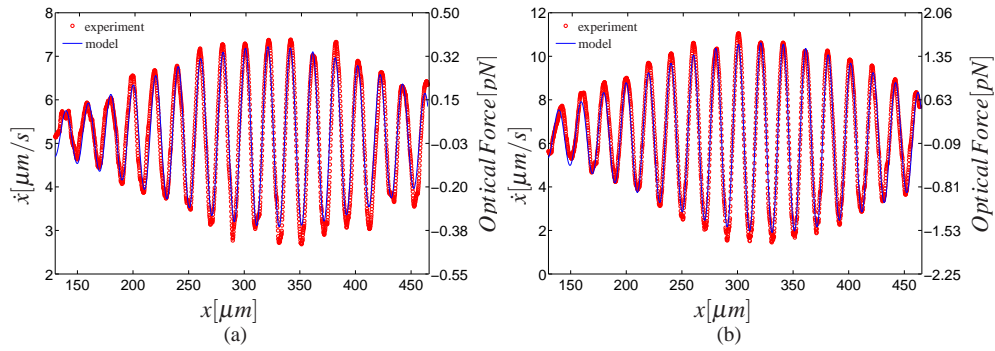 8 0.50 12 2.06
experiment experiment
model model
7 0.32 10 1.35
6 0.15 8 0.63
ẋ[μm/s] 5 −0.03 Optical Force[pN] ẋ[μm/s] 6 −0.09 Optical Force[pN]
4 −0.20 4 −0.81
3 −0.38 2 −1.53
2 −0.55 0 −2.25
150 200 250 300 350 400 450 150 200 250 300 350 400 450
x[μm] x[μm]
(a) (b)